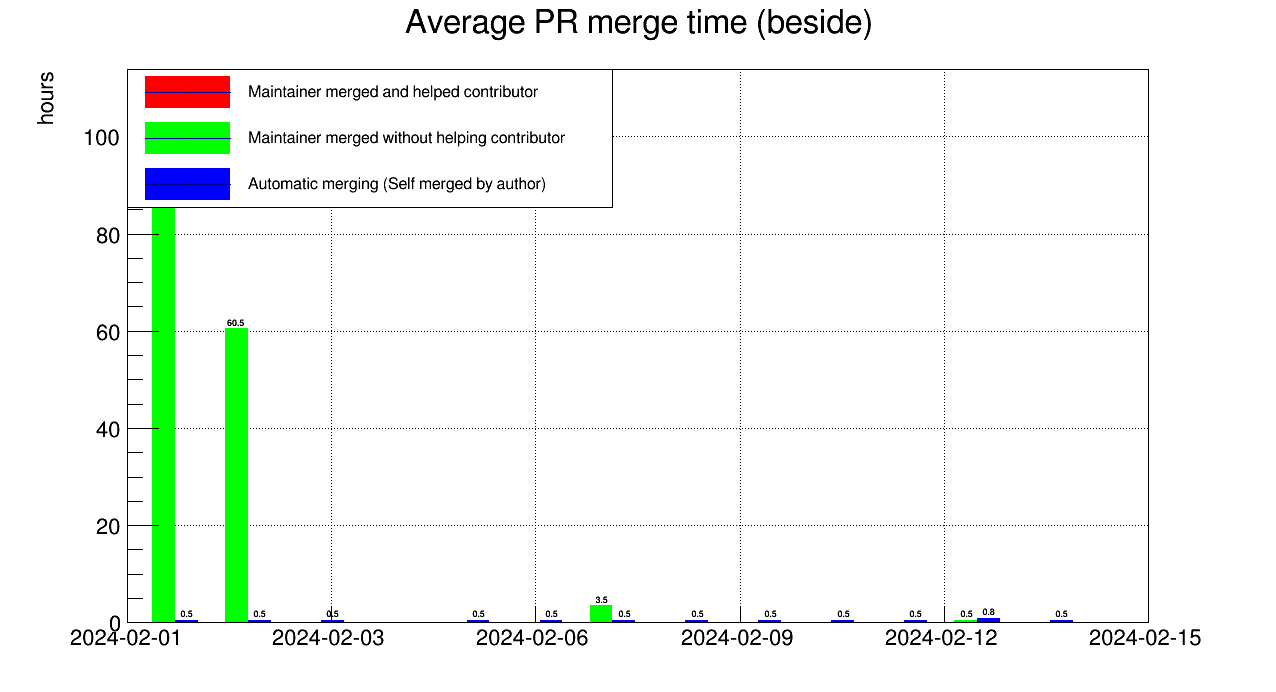 Average PR merge time (beside)
hours
Maintainer merged and helped contributor
Maintainer merged without helping contributor
Automatic merging (Self merged by author)
100
80
60
40
20
0
60.5
3.5
0.5 0.5 0.5 0.5 0.5 0.5 0.5 0.5 0.5 0.5 0.5 0.8 0.5
2024-02-01 2024-02-03 2024-02-06 2024-02-09 2024-02-12 2024-02-15